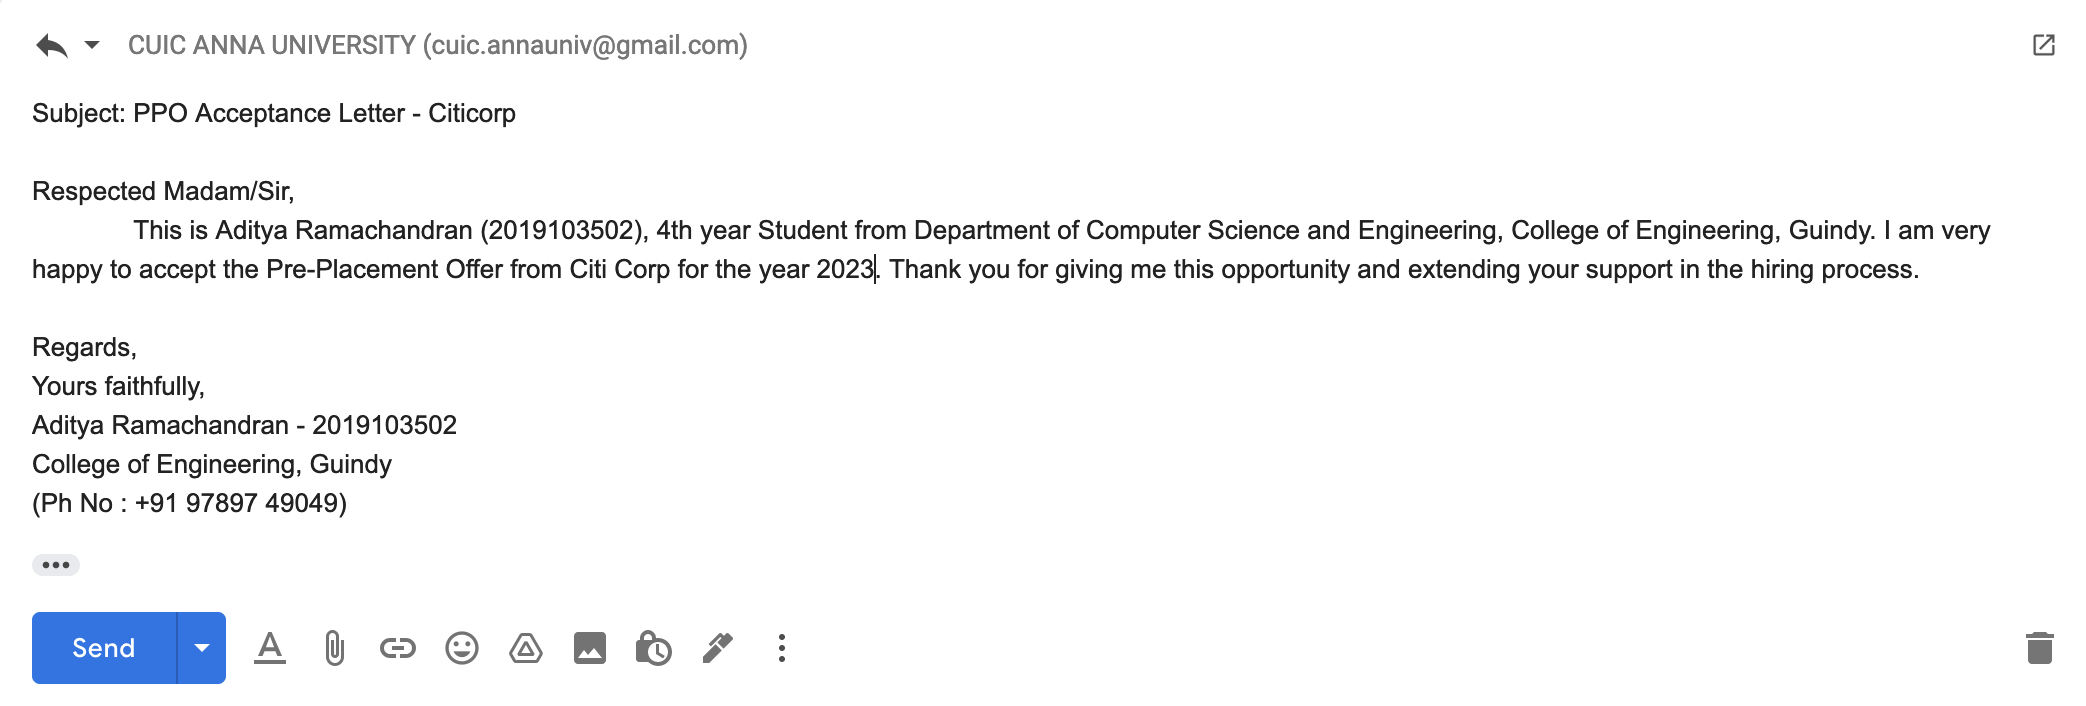 CUIC ANNA UNIVERSITY (cuic.annauniv@gmail.com)
Subject: PPO Acceptance Letter - Citicorp
Respected Madam/Sir,
This is Aditya Ramachandran (2019103502), 4th year Student from Department of Computer Science and Engineering, College of Engineering, Guindy. I am very
happy to accept the Pre-Placement Offer from Citi Corp for the year 2023. Thank you for giving me this opportunity and extending your support in the hiring process.
Regards,
Yours faithfully,
Aditya Ramachandran - 2019103502
College of Engineering, Guindy
(Ph No : +91 97897 49049)
Send